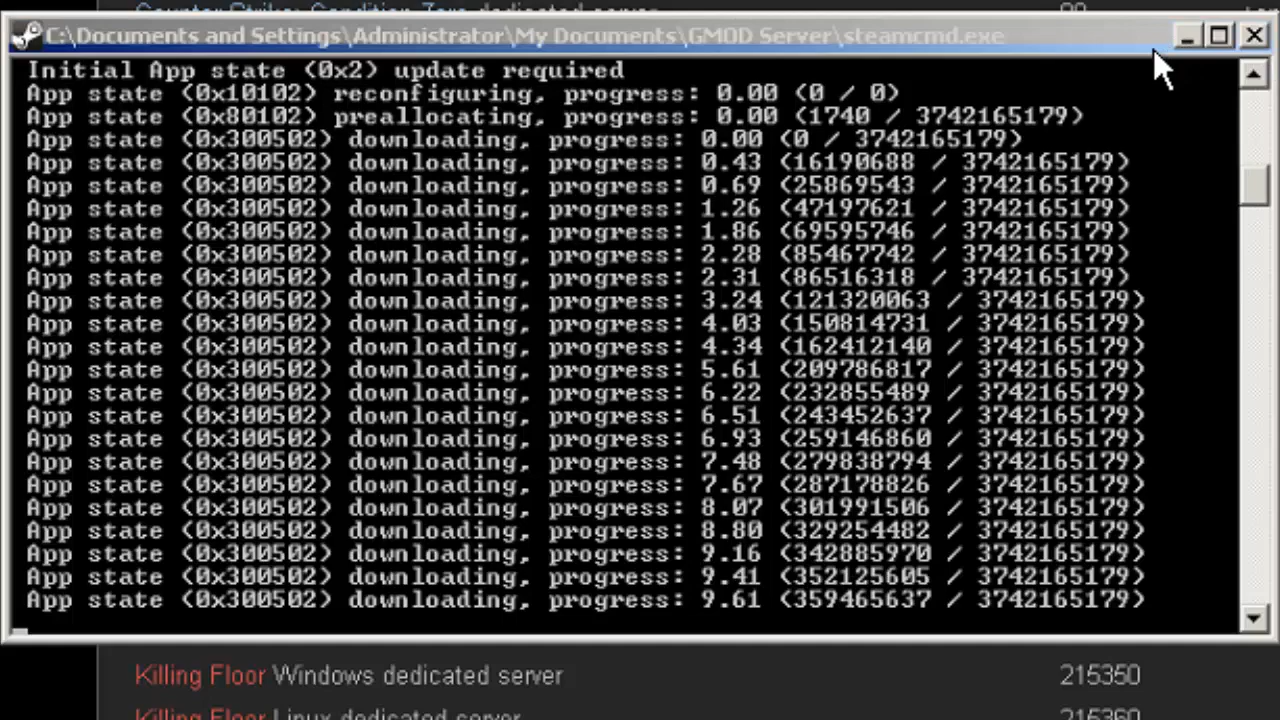 Counter-Strike: Condition Zero dedicated server
C:\Documents and Settings\Administrator\My Documents\GMOD Server\steamcmd.exe
Initial App state (0x2) update required
App state (0x10102) reconfiguring, progress: 0.00 (0 / 0)
App state (0x80102) preallocating, progress: 0.00 (1740 / 3742165179)
App state (0x300502) downloading, progress: 0.00 (0 / 3742165179)
App state (0x300502) downloading, progress: 0.43 (16190688 / 3742165179)
App state (0x300502) downloading, progress: 0.69 (25869543 / 3742165179)
App state (0x300502) downloading, progress: 1.26 (47197621 / 3742165179)
App state (0x300502) downloading, progress: 1.86 (69595746 / 3742165179)
App state (0x300502) downloading, progress: 2.28 (85467742 / 3742165179)
App state (0x300502) downloading, progress: 2.31 (86516318 / 3742165179)
App state (0x300502) downloading, progress: 3.24 (121320063 / 3742165179)
App state (0x300502) downloading, progress: 4.03 (150814731 / 3742165179)
App state (0x300502) downloading, progress: 4.34 (162412140 / 3742165179)
App state (0x300502) downloading, progress: 5.61 (209786817 / 3742165179)
App state (0x300502) downloading, progress: 6.22 (232855489 / 3742165179)
App state (0x300502) downloading, progress: 6.51 (243452637 / 3742165179)
App state (0x300502) downloading, progress: 6.93 (259146860 / 3742165179)
App state (0x300502) downloading, progress: 7.48 (279838794 / 3742165179)
App state (0x300502) downloading, progress: 7.67 (287178826 / 3742165179)
App state (0x300502) downloading, progress: 8.07 (301991506 / 3742165179)
App state (0x300502) downloading, progress: 8.80 (329254482 / 3742165179)
App state (0x300502) downloading, progress: 9.16 (342885970 / 3742165179)
App state (0x300502) downloading, progress: 9.41 (352125605 / 3742165179)
App state (0x300502) downloading, progress: 9.61 (359465637 / 3742165179)
Killing Floor Windows dedicated server 215350
Killing Floor Linux dedicated server 215360